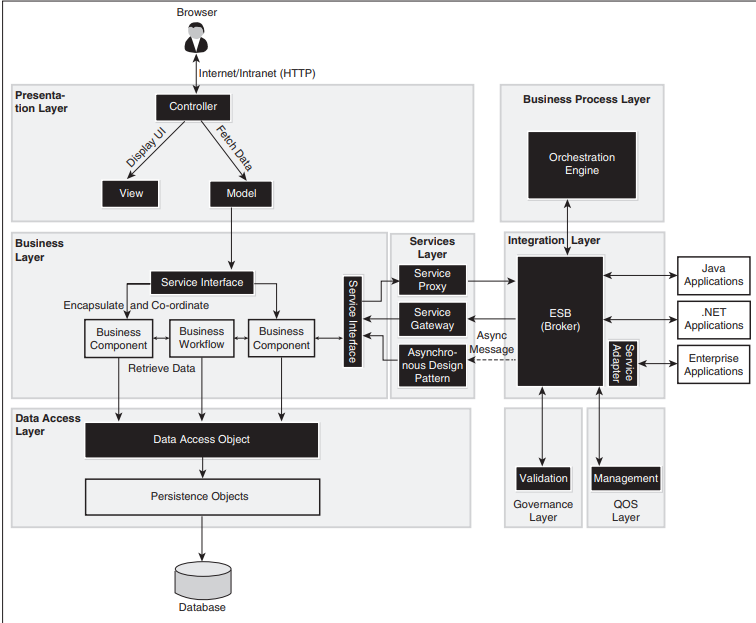 Browser
Internet/Intranet (HTTP)
Presenta-
tion Layer
Controller
Display UI
Fetch Data
View
Model
Business Process Layer
Orchestration
Engine
Business
Layer
Service Interface
Encapsulate and Co-ordinate
Business
Component
Business
Workflow
Business
Component
Retrieve Data
Service Interface
Services
Layer
Service
Proxy
Service
Gateway
Asynchro-
nous Design
Pattern
Async
Message
Integration Layer
ESB
(Broker)
Service
Adapter
Java
Applications
.NET
Applications
Enterprise
Applications
Data Access
Layer
Data Access Object
Persistence Objects
Database
Validation
Governance
Layer
Management
QOS
Layer